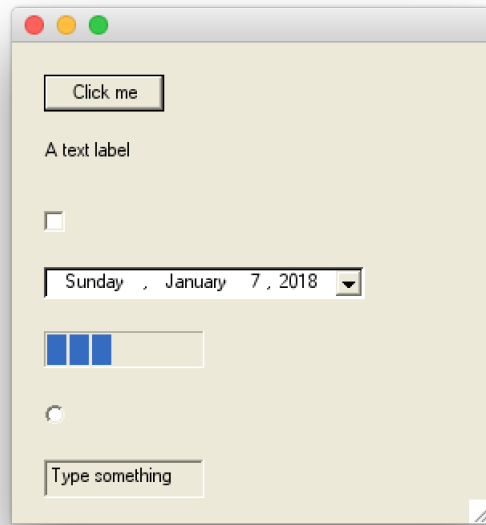 Click me
A text label
Sunday , January 7 , 2018
Type something